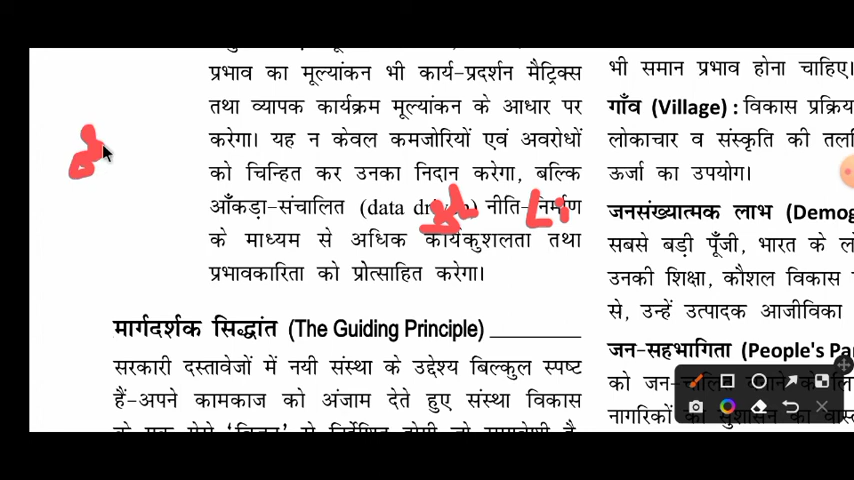 प्रभाव का मूल्यांकन भी कार्य-प्रदर्शन मैट्रिक्स
तथा व्यापक कार्यक्रम मूल्यांकन के आधार पर
करेगा। यह न केवल कमजोरियों एवं अवरोधों
को चिन्हित कर उनका निदान करेगा, बल्कि
आँकड़ा-संचालित (data driven) नीति-निर्माण
के माध्यम से अधिक कार्यकुशलता तथा
प्रभावकारिता को प्रोत्साहित करेगा।
मार्गदर्शक सिद्धांत (The Guiding Principle)
सरकारी दस्तावेजों में नयी संस्था के उद्देश्य बिल्कुल स्पष्ट
हैं-अपने कामकाज को अंजाम देते हुए संस्था विकास
भी समान प्रभाव होना चाहिए।
गाँव (Village) : विकास प्रक्रिय
लोकाचार व संस्कृति की
ऊर्जा का उपयोग।
जनसंख्यात्मक लाभ (Demog
सबसे बड़ी पूँजी, भारत के लो
उनकी शिक्षा, कौशल विकास
से, उन्हें उत्पादक आजीविका
जन-सहभागिता (People's Pa
को
नागरिकों का सुशासन का